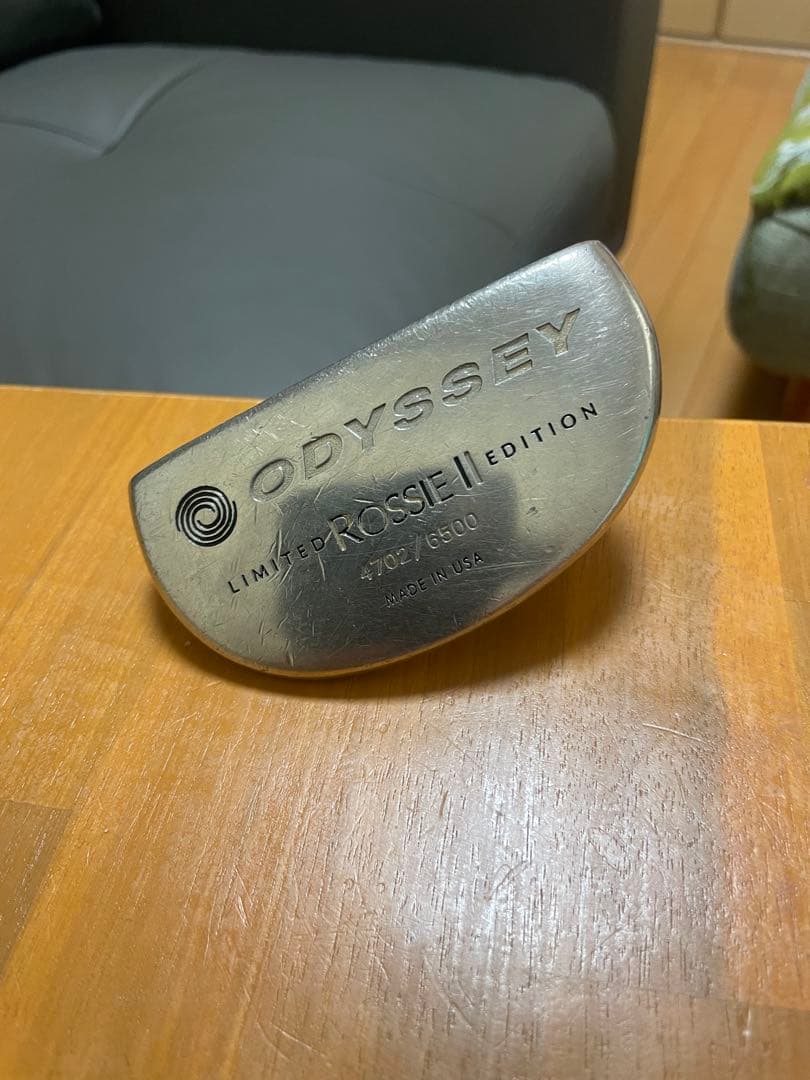 ODYSSEY
LIMITED ROSSIE II EDITION
4702/6500
MADE IN USA